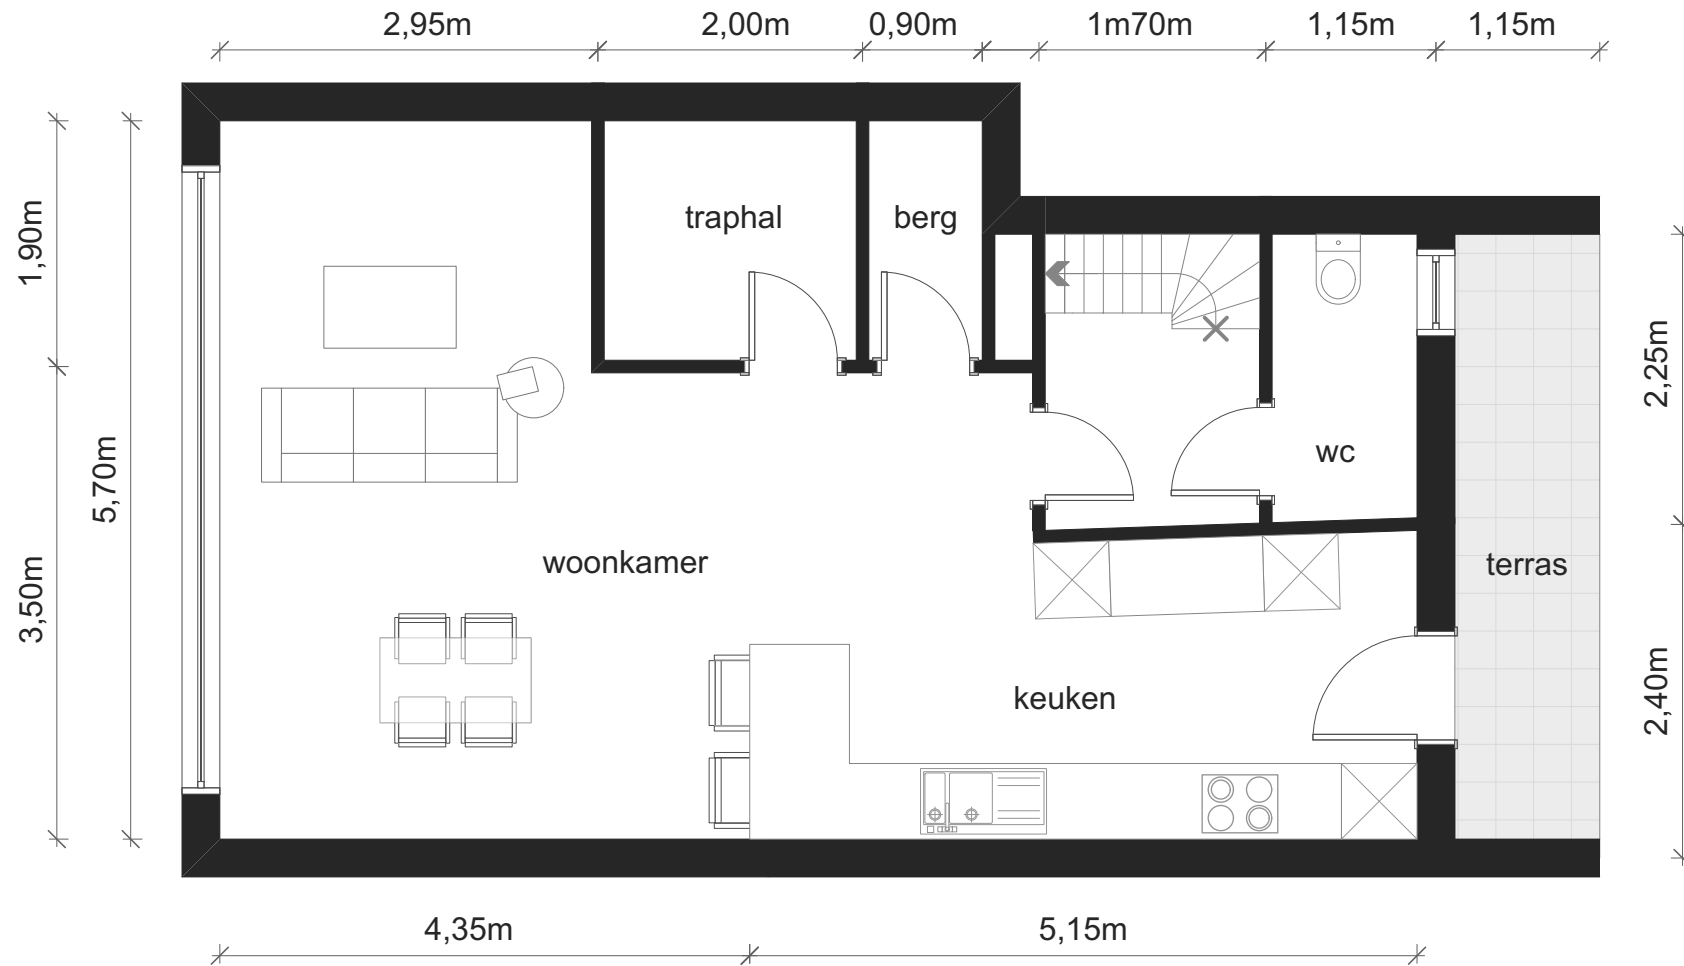 2,95m 2,00m 0,90m 1m70m 1,15m 1,15m
traphal berg
1,90m
2,25m
wc
5,70m
woonkamer terras
3,50m
keuken
2,40m
4,35m 5,15m